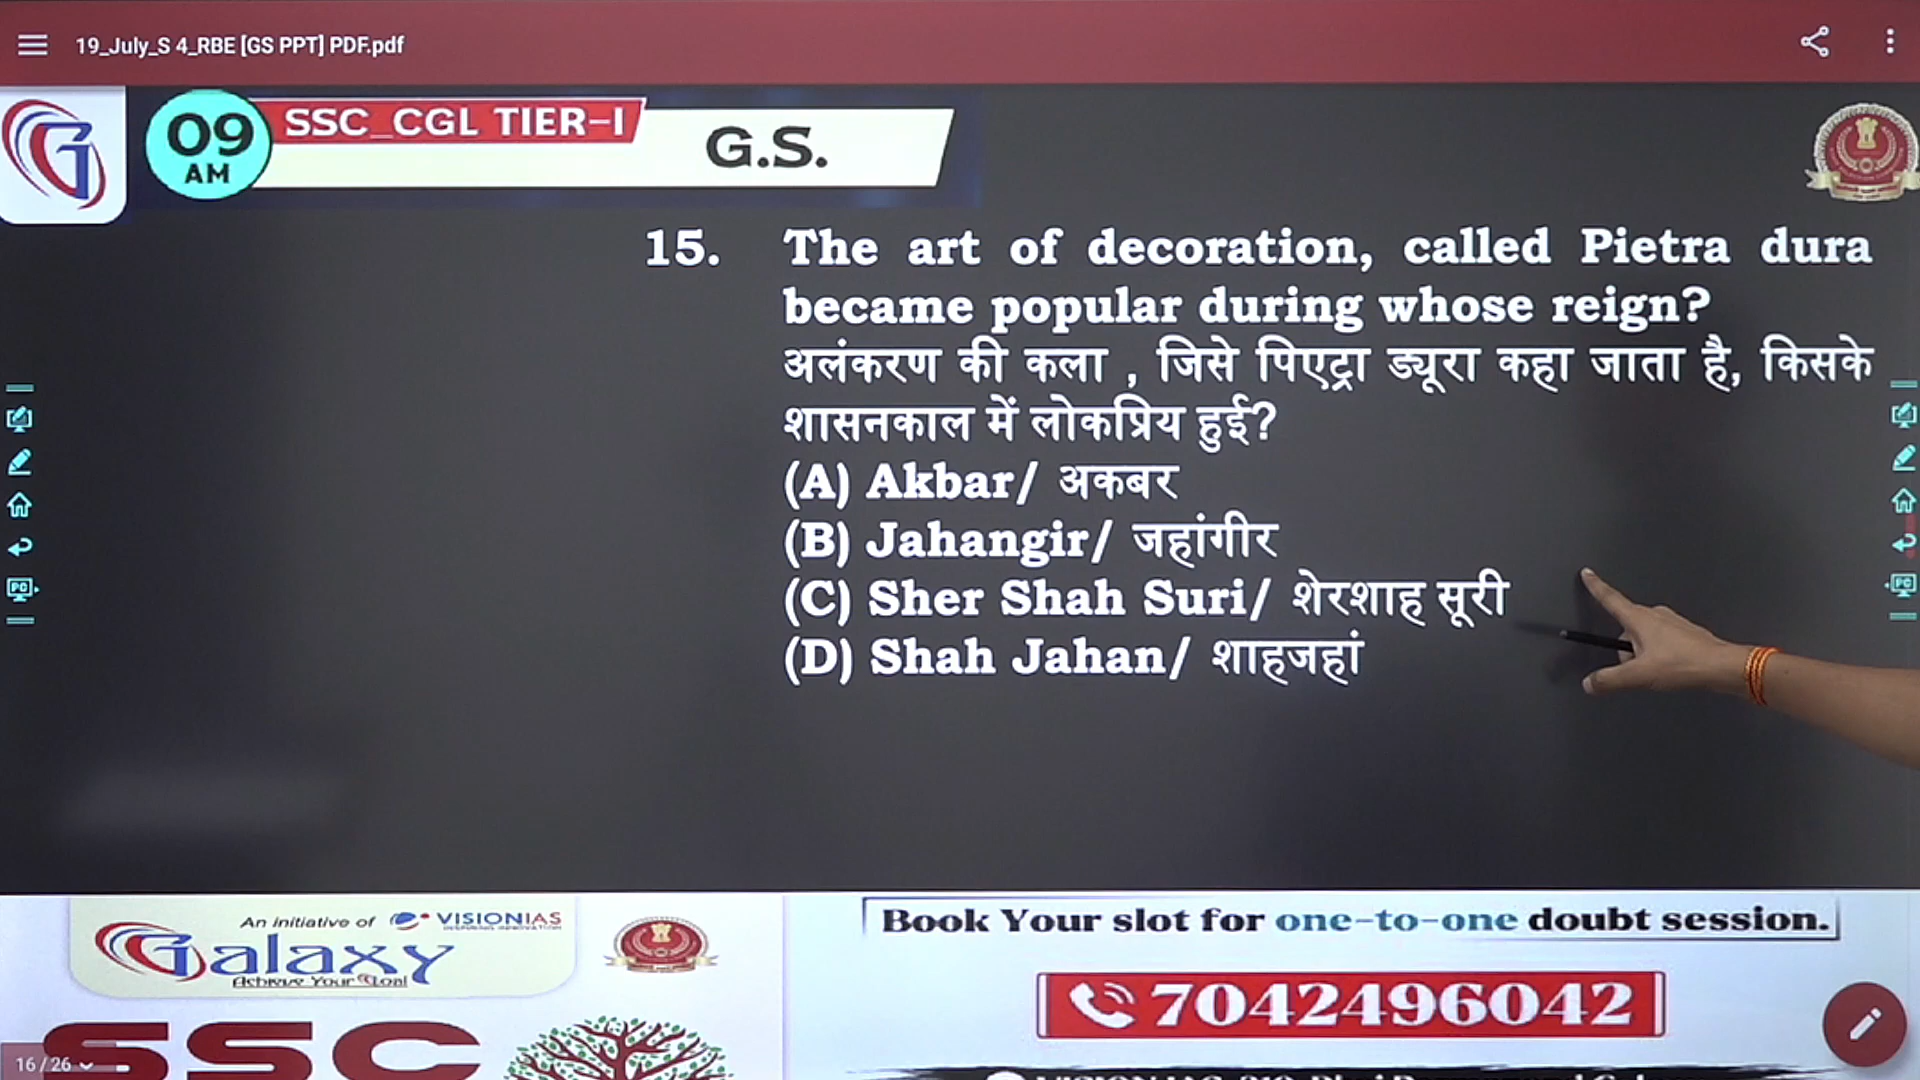 19_July_S 4_RBE [GS PPT] PDF.pdf
09
AM
SSC_CGL TIER-I
G.S.
15. The art of decoration, called Pietra dura
became popular during whose reign?
अलंकरण की कला , जिसे पिएट्रा ड्यूरा कहा जाता है, किसके
शासनकाल में लोकप्रिय हुई?
(A) Akbar/ अकबर
(B) Jahangir/ जहांगीर
(C) Sher Shah Suri/ शेरशाह सूरी
(D) Shah Jahan/ शाहजहां
An initiative of VISIONIAS
INSPIRING INNOVATION
Galaxy
Achieve Your Goal
SSC
16 / 26
Book Your slot for one-to-one doubt session.
7042496042